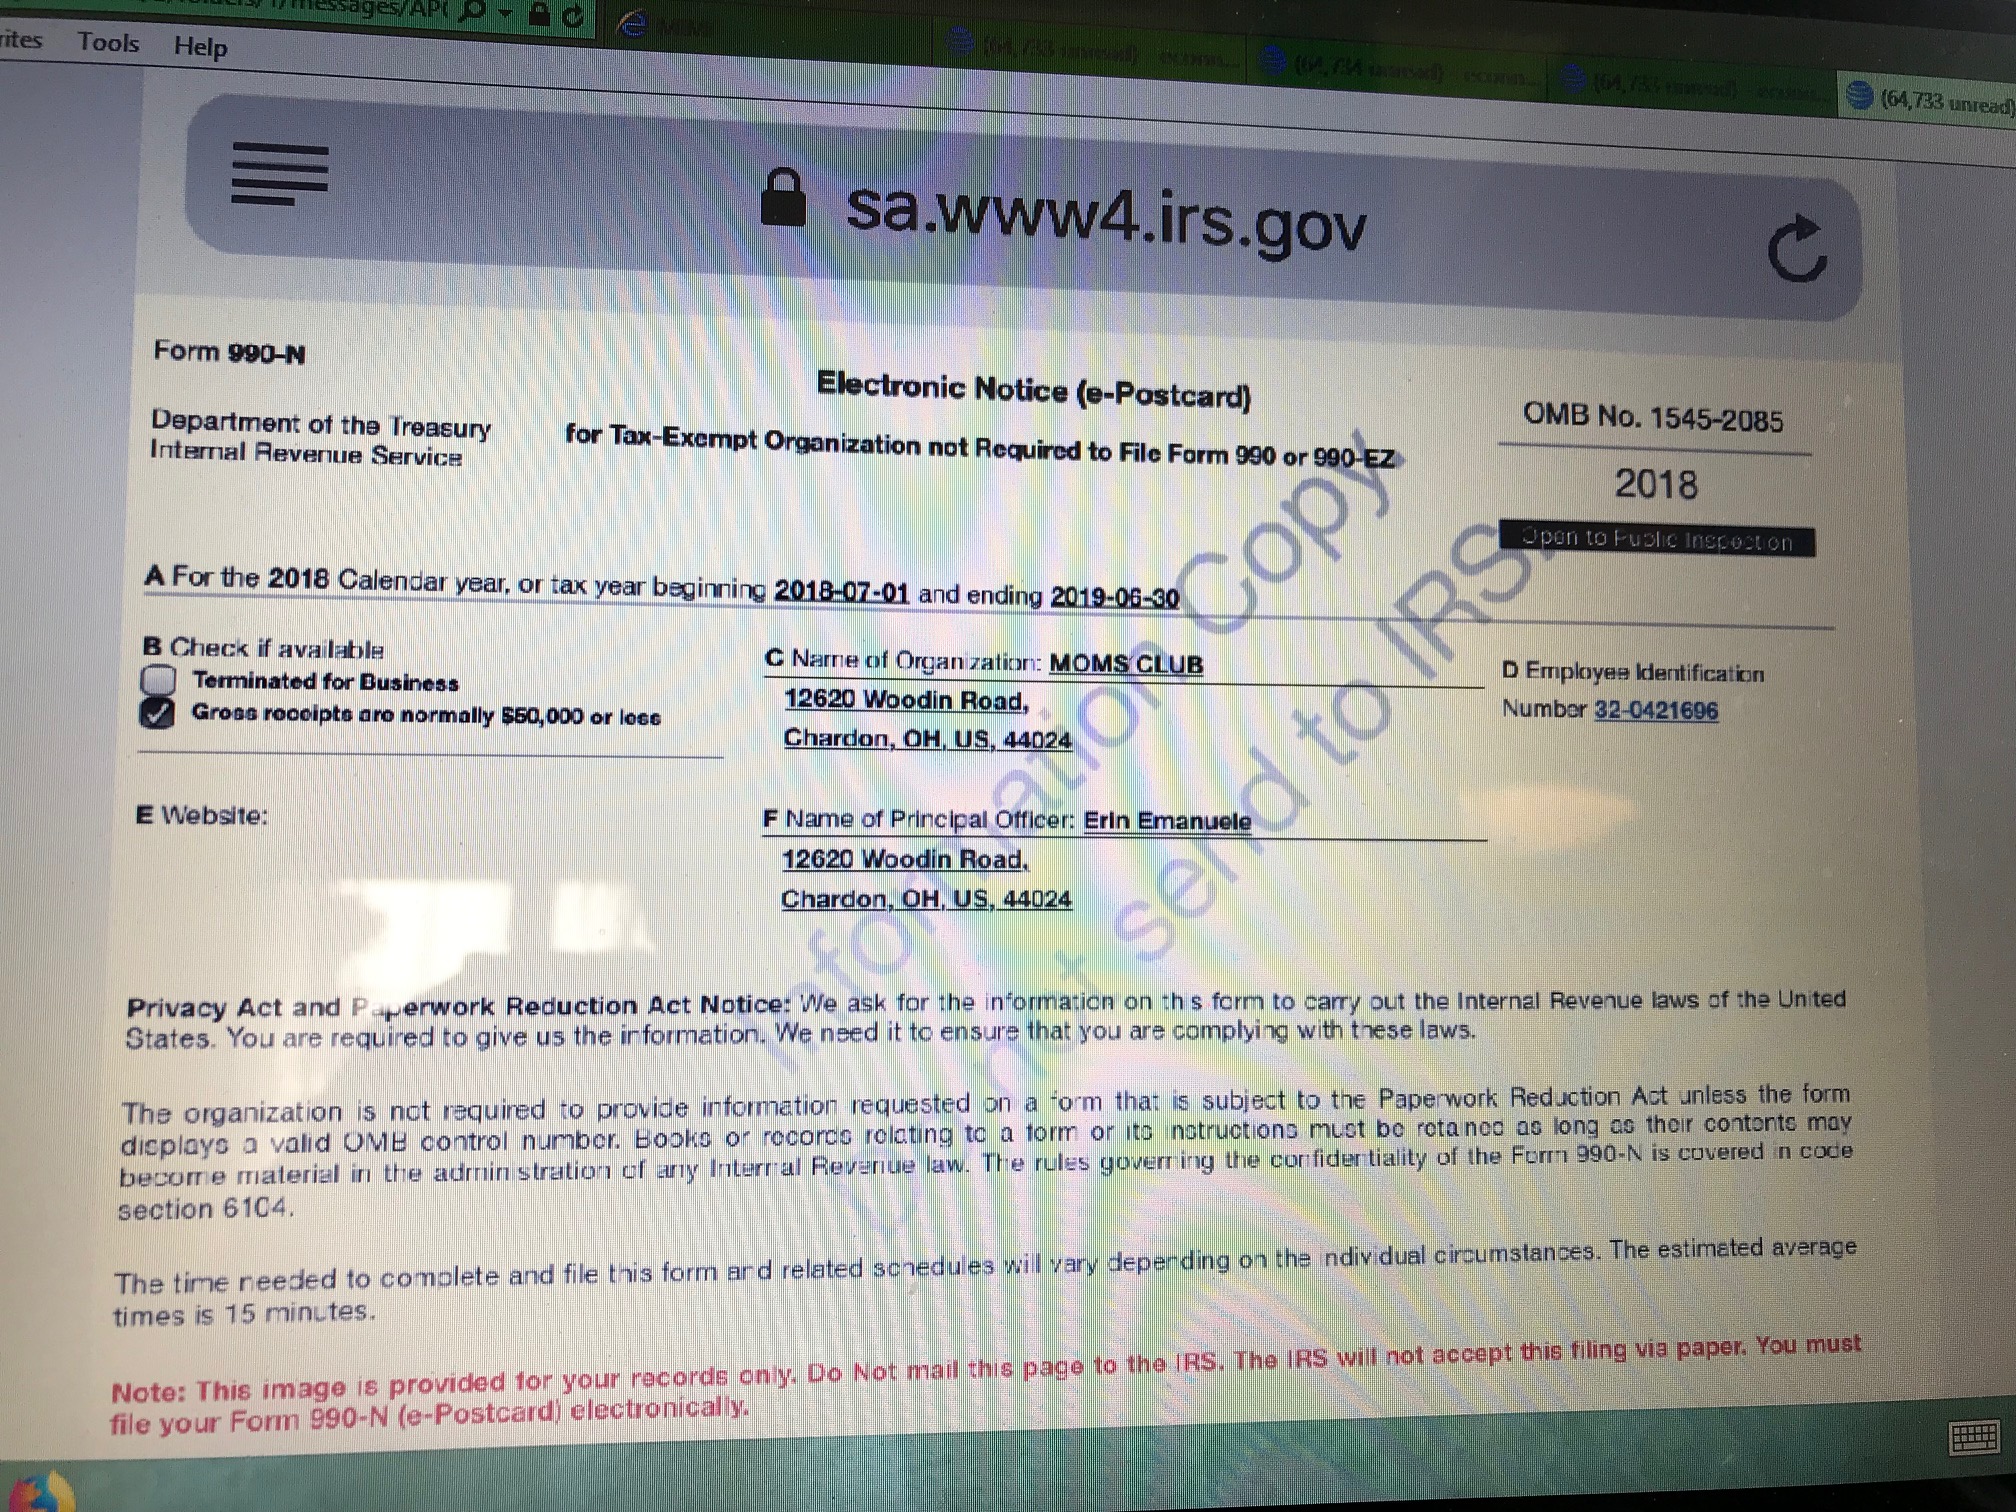 Tools Help
(64,733 unread)
sa.www4.irs.gov
Form 990-N
Electronic Notice (e-Postcard)
Department of the Treasury
Internal Revenue Service
for Tax-Exempt Organization not Required to File Form 990 or 990-EZ
OMB No. 1545-2085
2018
Open to Public Inspection
A For the 2018 Calendar year, or tax year beginning 2018-07-01 and ending 2019-06-30
B Check if available
Terminated for Business
Gross receipts are normally $50,000 or less
C Name of Organization: MOMS CLUB
12620 Woodin Road,
Chardon, OH, US, 44024
D Employee Identification
Number 32-0421696
E Website:
F Name of Principal Officer: Erin Emanuele
12620 Woodin Road,
Chardon, OH, US, 44024
Information Copy.
send to IRS.
Privacy Act and Paperwork Reduction Act Notice: We ask for the information on this form to carry out the Internal Revenue laws of the United
States. You are required to give us the information. We need it to ensure that you are complying with these laws.
The organization is not required to provide information requested on a form that is subject to the Paperwork Reduction Act unless the form
displays a valid OMB control number. Books or records relating to a form or its instructions must be retained as long as their contents may
become material in the administration of any Internal Revenue law. The rules governing the confidentiality of the Form 990-N is covered in code
section 6104.
The time needed to complete and file this form and related schedules will vary depending on the individual circumstances. The estimated average
times is 15 minutes.
Note: This image is provided for your records only. Do Not mail this page to the IRS. The IRS will not accept this filing via paper. You must
file your Form 990-N (e-Postcard) electronically.